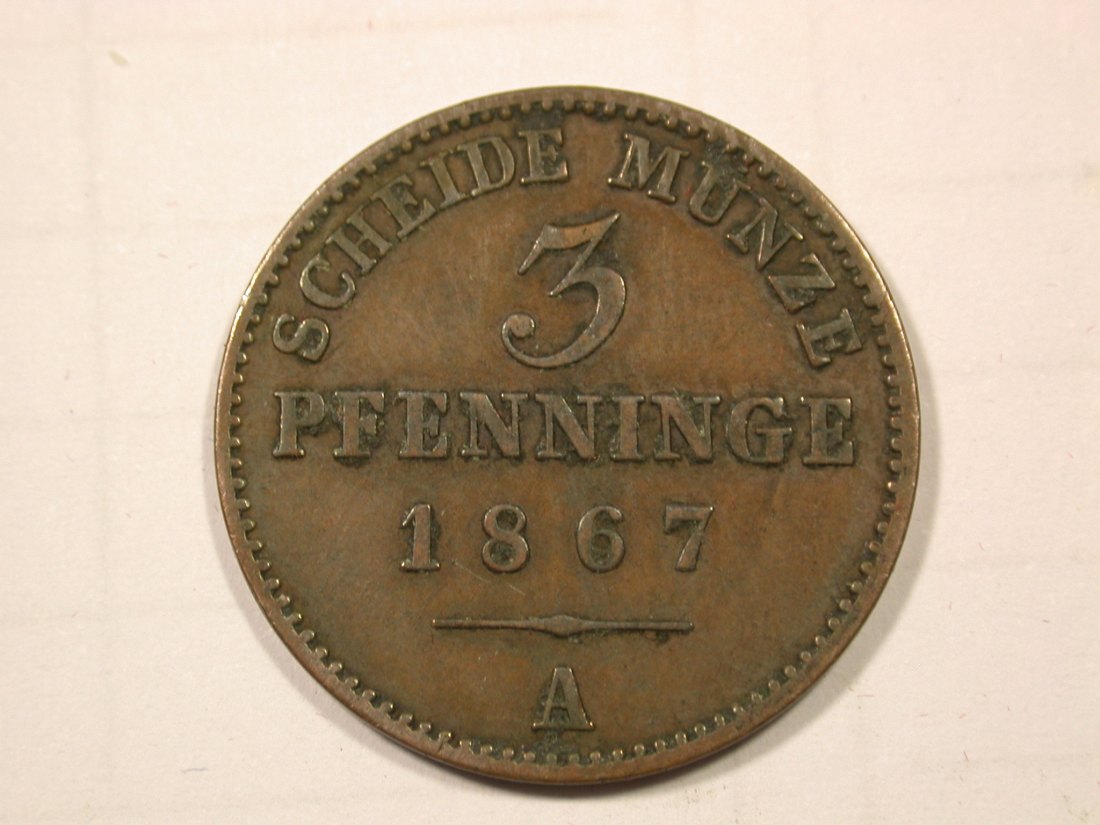 SCHEIDE MÜNZE
3
PFENNINGE
1867
A